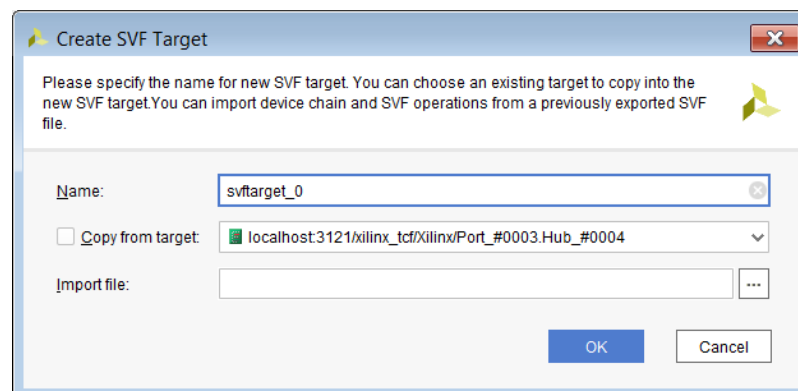 Create SVF Target
Please specify the name for new SVF target. You can choose an existing target to copy into the
new SVF target.You can import device chain and SVF operations from a previously exported SVF
file.
Name: svftarget_0
Copy from target: localhost:3121/xilinx_tcf/Xilinx/Port_#0003.Hub_#0004
Import file: ...
OK Cancel